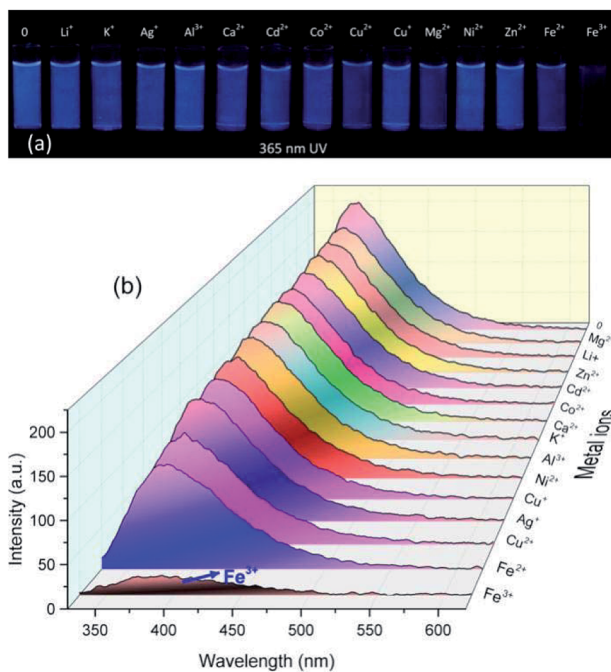 0 Li⁺ K⁺ Ag⁺ Al³⁺ Ca²⁺ Cd²⁺ Co²⁺ Cu²⁺ Cu⁺ Mg²⁺ Ni²⁺ Zn²⁺ Fe²⁺ Fe³⁺
(a)
365 nm UV
(b)
0
Mg²⁺
Li+
Zn²⁺
Cd²⁺
Co²⁺
Ca²⁺
K⁺
Al³⁺
Ni²⁺
Cu⁺
Ag⁺
Cu²⁺
Fe²⁺
Fe³⁺
Metal ions
200
150
100
50
0
Intensity (a.u.)
Fe³⁺
350 400 450 500 550 600
Wavelength (nm)